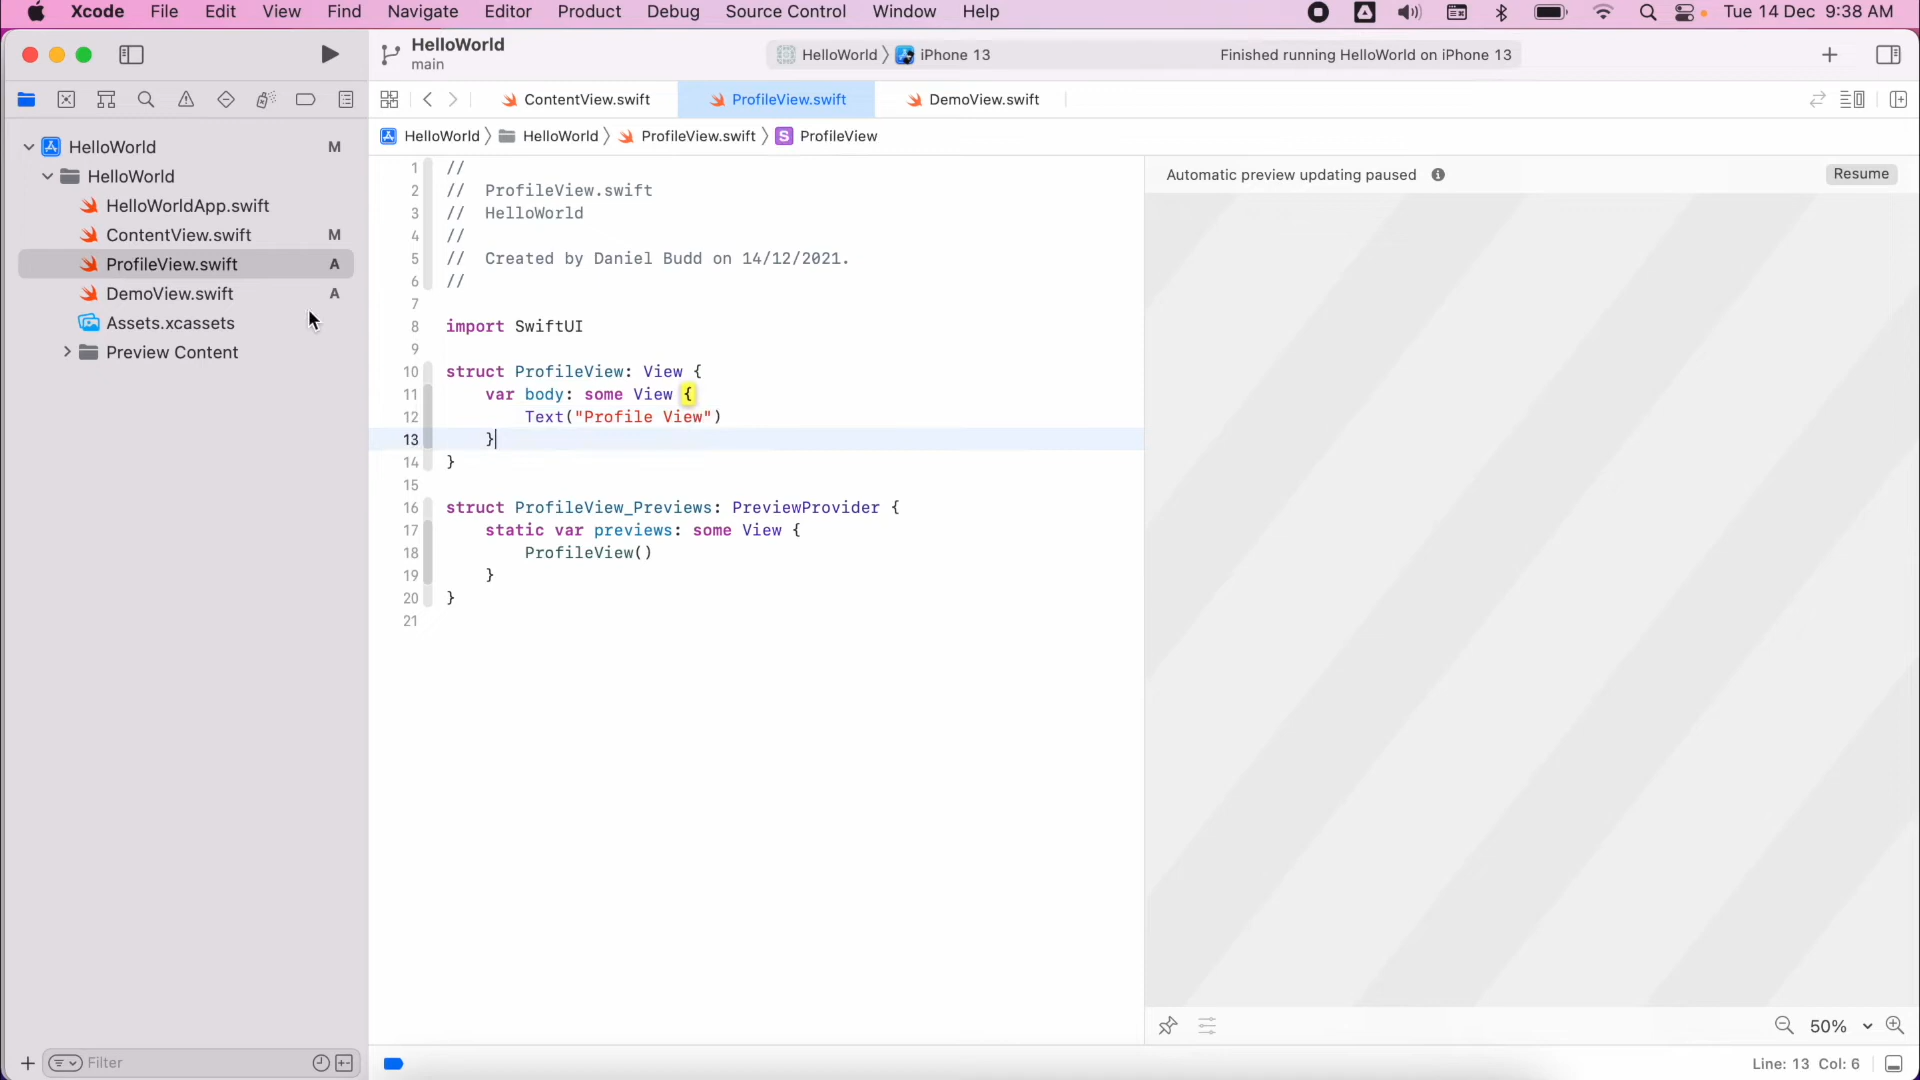 Xcode File Edit View Find Navigate Editor Product Debug Source Control Window Help Tue 14 Dec 9:38 AM
HelloWorld
main
HelloWorld iPhone 13 Finished running HelloWorld on iPhone 13
ContentView.swift ProfileView.swift DemoView.swift
HelloWorld HelloWorld ProfileView.swift S ProfileView
HelloWorld M
HelloWorld
HelloWorldApp.swift
ContentView.swift M
ProfileView.swift A
DemoView.swift A
Assets.xcassets
Preview Content
1 //
2 // ProfileView.swift
3 // HelloWorld
4 //
5 // Created by Daniel Budd on 14/12/2021.
6 //
7
8 import SwiftUI
9
10 struct ProfileView: View {
11 var body: some View {
12 Text("Profile View")
13 }
14 }
15
16 struct ProfileView_Previews: PreviewProvider {
17 static var previews: some View {
18 ProfileView()
19 }
20 }
21
Automatic preview updating paused Resume
50%
Filter
Line: 13 Col: 6